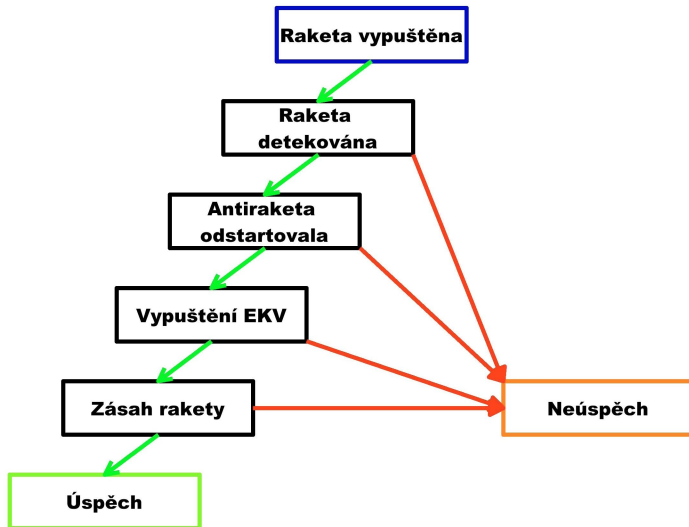 Raketa vypuštěna
Raketa
detekována
Antiraketa
odstartovala
Vypuštění EKV
Zásah rakety
Neúspěch
Úspěch